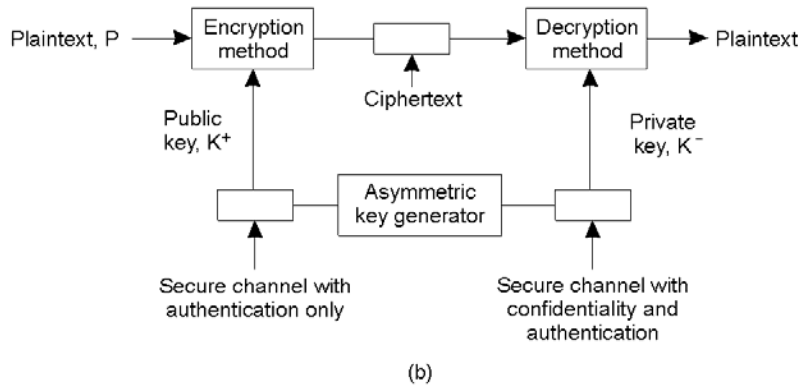 Plaintext, P
Encryption
method
Ciphertext
Decryption
method
Plaintext
Public
key, K⁺
Private
key, K⁻
Asymmetric
key generator
Secure channel with
authentication only
Secure channel with
confidentiality and
authentication
(b)